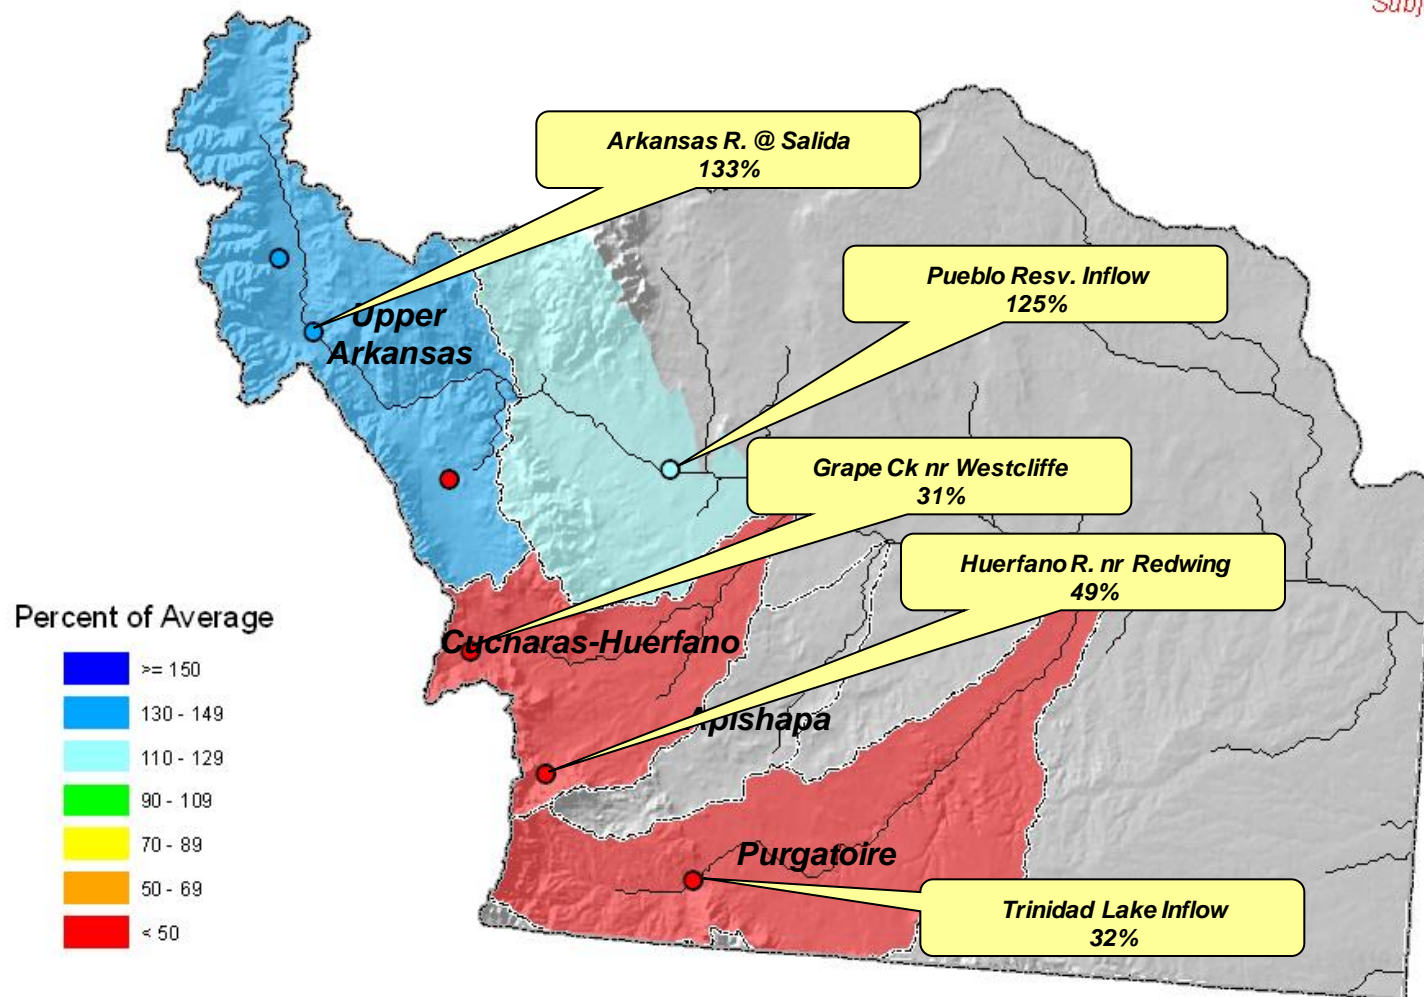 Subj
Arkansas R. @ Salida
133%
Pueblo Resv. Inflow
125%
Upper
Arkansas
Grape Ck nr Westcliffe
31%
Huerfano R. nr Redwing
49%
Percent of Average
>= 150
130 - 149
110 - 129
90 - 109
70 - 89
50 - 69
< 50
Cucharas-Huerfano
Apishapa
Purgatoire
Trinidad Lake Inflow
32%